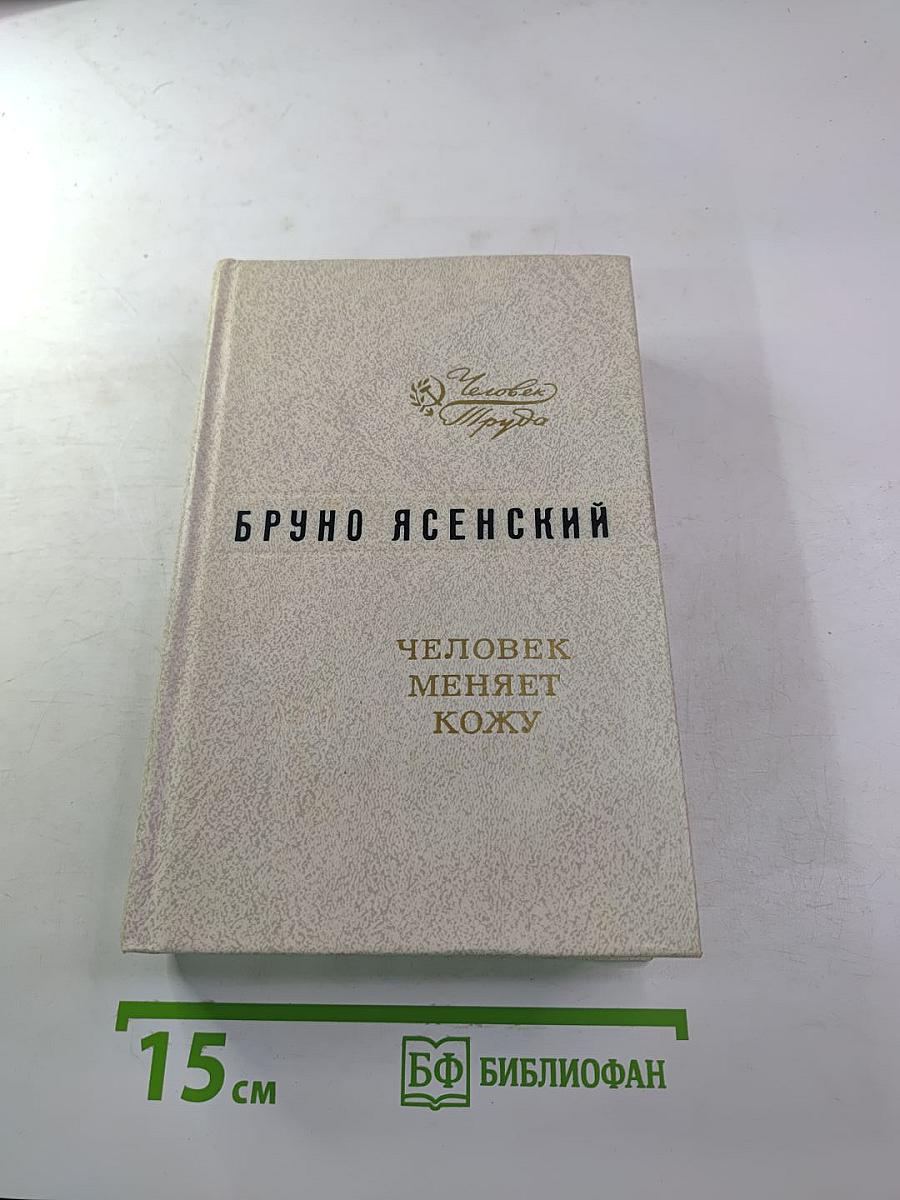 Человек
Труда
БРУНО ЯСЕНСКИЙ
ЧЕЛОВЕК
МЕНЯЕТ
КОЖУ
15 см
БФ БИБЛИОФАН